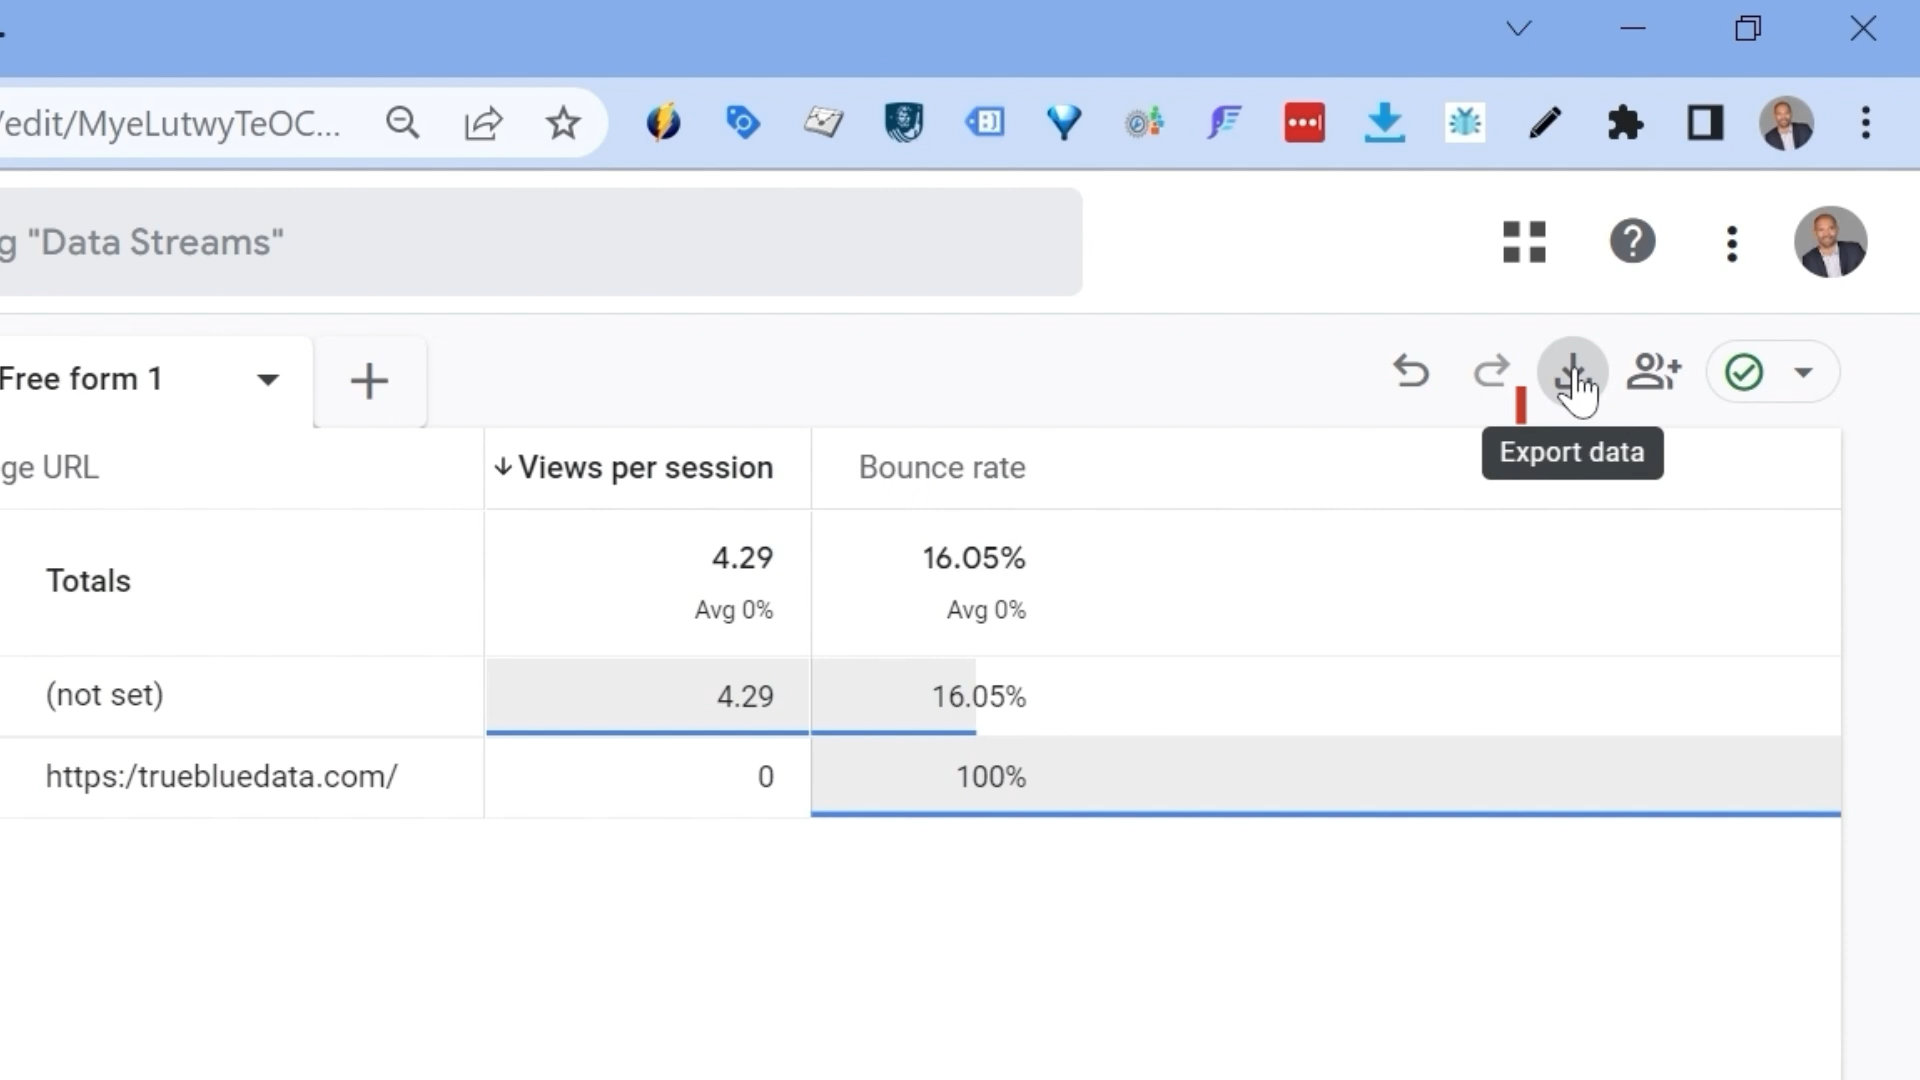 /edit/MyeLutwyTeOC...
g "Data Streams"
Free form 1
Export data
ge URL
Views per session
Bounce rate
Totals
4.29
16.05%
Avg 0%
Avg 0%
(not set)
4.29
16.05%
https:/truebluedata.com/
0
100%